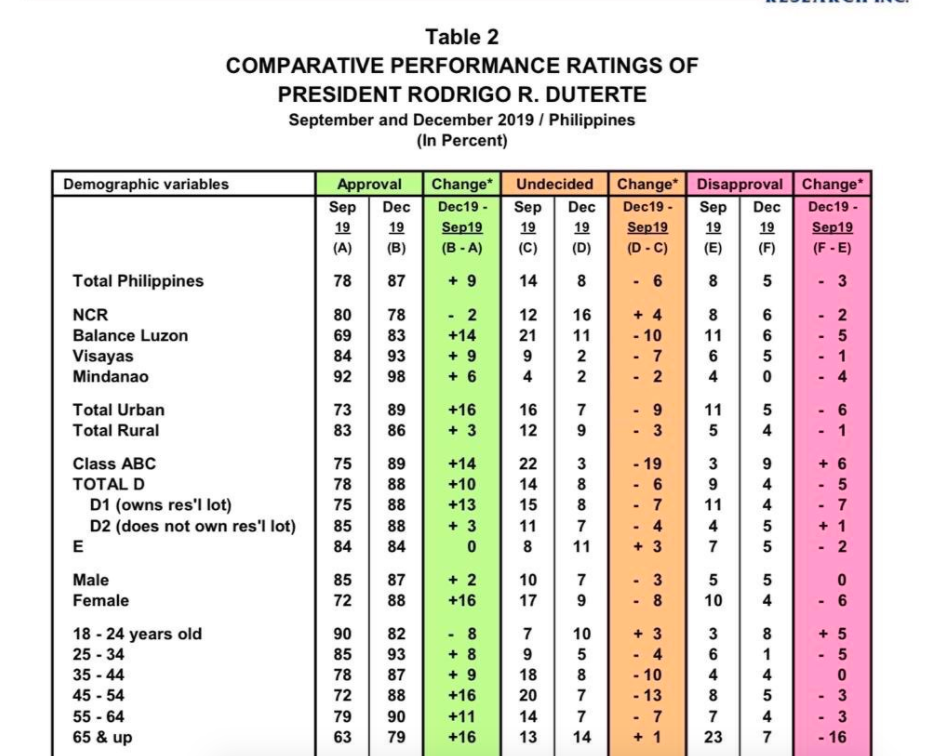 RESEARCH INC.
Table 2
COMPARATIVE PERFORMANCE RATINGS OF
PRESIDENT RODRIGO R. DUTERTE
September and December 2019 / Philippines
(In Percent)
Demographic variables Approval Change* Undecided Change* Disapproval Change*
Sep Dec Dec19 - Sep Dec Dec19 - Sep Dec Dec19 -
19 19 Sep19 19 19 Sep19 19 19 Sep19
(A) (B) (B - A) (C) (D) (D - C) (E) (F) (F - E)
Total Philippines 78 87 + 9 14 8 - 6 8 5 - 3
NCR 80 78 - 2 12 16 + 4 8 6 - 2
Balance Luzon 69 83 +14 21 11 - 10 11 6 - 5
Visayas 84 93 + 9 9 2 - 7 6 5 - 1
Mindanao 92 98 + 6 4 2 - 2 4 0 - 4
Total Urban 73 89 +16 16 7 - 9 11 5 - 6
Total Rural 83 86 + 3 12 9 - 3 5 4 - 1
Class ABC 75 89 +14 22 3 - 19 3 9 + 6
TOTAL D 78 88 +10 14 8 - 6 9 4 - 5
D1 (owns res'l lot) 75 88 +13 15 8 - 7 11 4 - 7
D2 (does not own res'l lot) 85 88 + 3 11 7 - 4 4 5 + 1
E 84 84 0 8 11 + 3 7 5 - 2
Male 85 87 + 2 10 7 - 3 5 5 0
Female 72 88 +16 17 9 - 8 10 4 - 6
18 - 24 years old 90 82 - 8 7 10 + 3 3 8 + 5
25 - 34 85 93 + 8 9 5 - 4 6 1 - 5
35 - 44 78 87 + 9 18 8 - 10 4 4 0
45 - 54 72 88 +16 20 7 - 13 8 5 - 3
55 - 64 79 90 +11 14 7 - 7 7 4 - 3
65 & up 63 79 +16 13 14 + 1 23 7 - 16